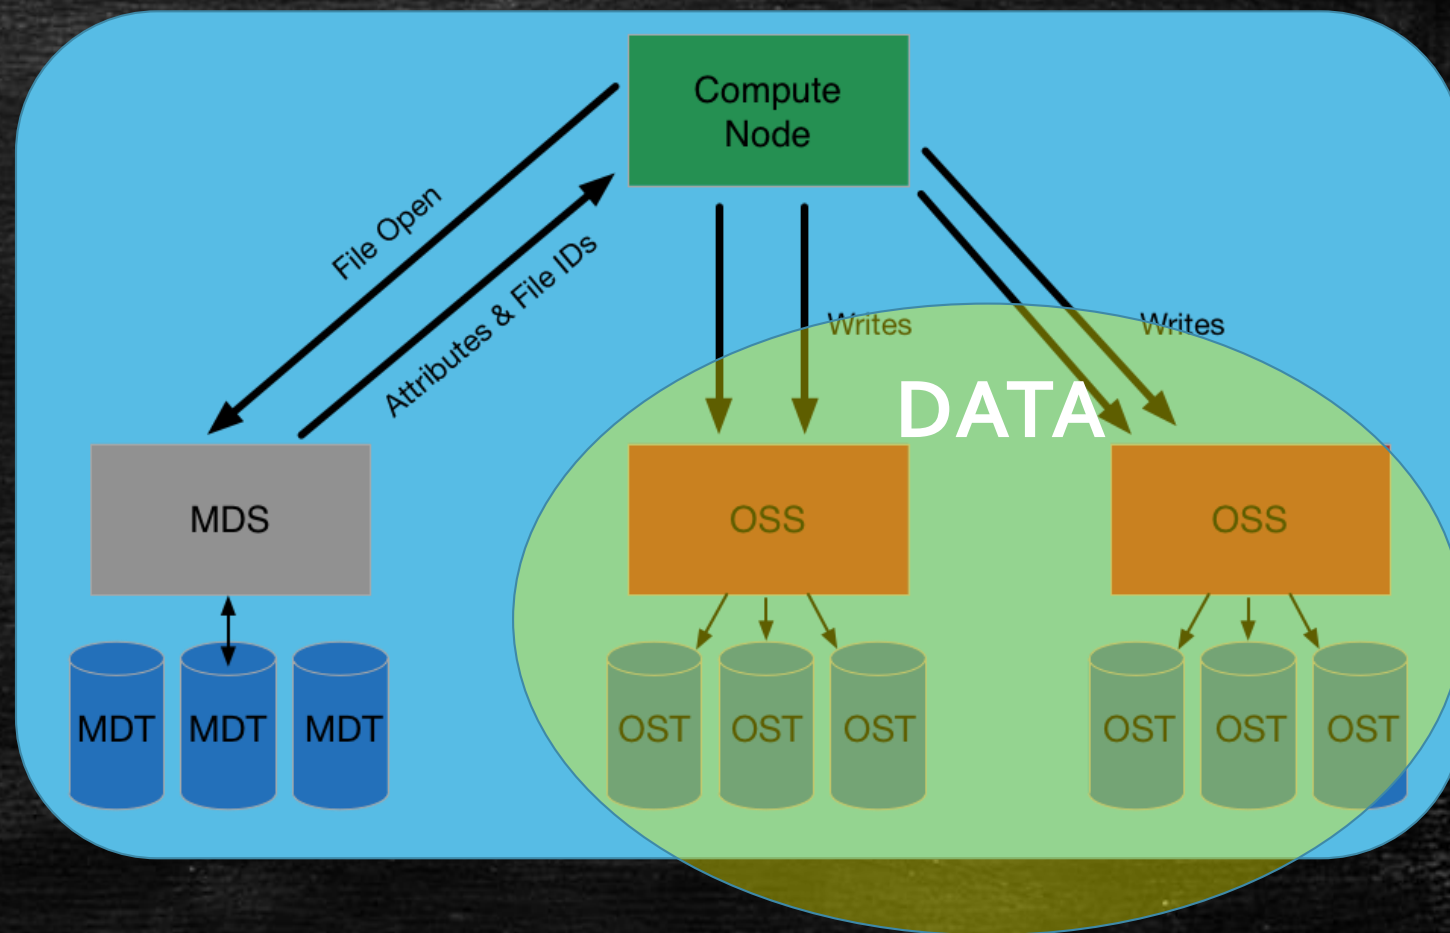 Compute
Node
File Open
Attributes & File IDs
Writes
Writes
DATA
MDS
OSS
OSS
MDT
MDT
MDT
OST
OST
OST
OST
OST
OST